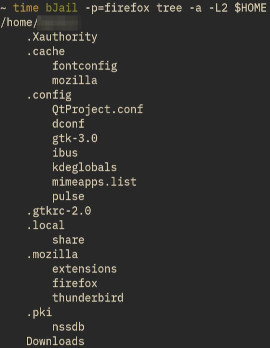 ~ time bJail -p=firefox tree -a -L2 $HOME
/home/
.Xauthority
.cache
fontconfig
mozilla
.config
QtProject.conf
dconf
gtk-3.0
ibus
kdeglobals
mimeapps.list
pulse
.gtkrc-2.0
.local
share
.mozilla
extensions
firefox
thunderbird
.pki
nssdb
Downloads